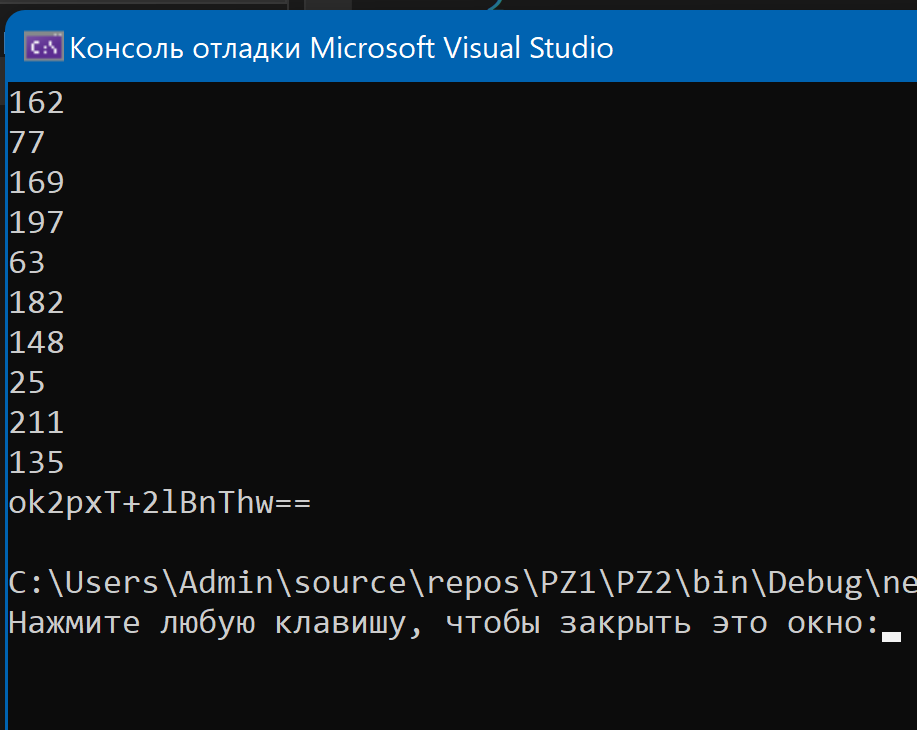 Консоль отладки Microsoft Visual Studio
162
77
169
197
63
182
148
25
211
135
ok2pxT+2lBnThw==
C:\Users\Admin\source\repos\PZ1\PZ2\bin\Debug\ne
Нажмите любую клавишу, чтобы закрыть это окно: